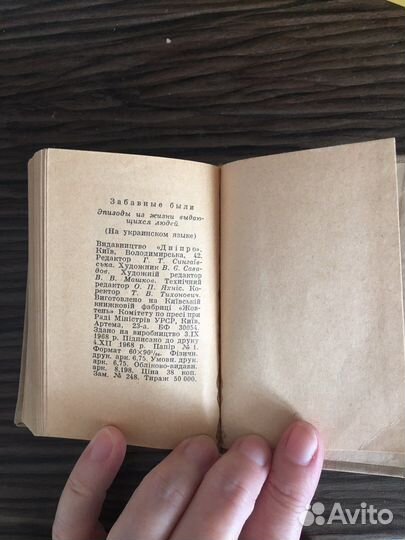 Забавные были
Эпизоды из жизни выдаю-
щихся людей.
(На украинском языке)
Видавництво «Дніпро»,
Київ, Володимирська, 42.
Редактор Г. Т. Сингаїв-
ська. Художник В. С. Сава-
дов. Художній редактор
В. В. Машков. Технічний
редактор О. П. Яхніс. Ко-
ректор Т. В. Тихонович.
Виготовлено на Київській
книжковій фабриці «Жов-
тень» Комітету по пресі при
Раді Міністрів УРСР, Київ,
Артема, 23-а. БФ 30054.
Здано на виробництво 3.IX
1968 р. Підписано до друку
4.XII 1968 р. Папір № 1.
Формат 60×90¹/₉₆. Фізичн.
друк. арк. 6,75. Умовн. друк.
арк. 6,75. Обліково-видавн.
арк. 8,198. Ціна 38 коп.
Зам. № 248. Тираж 50 000.
Avito